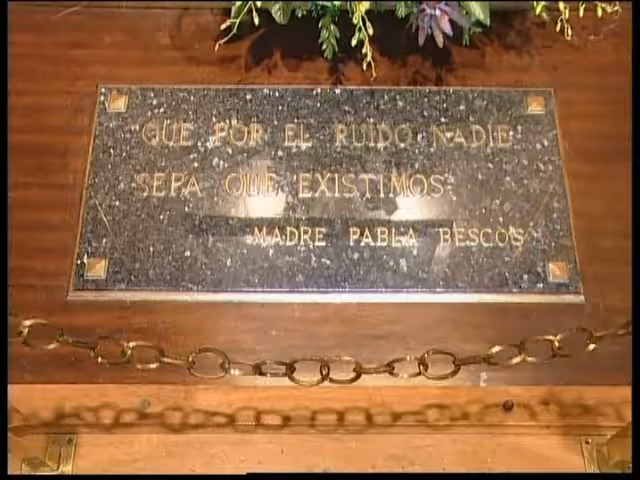 "QUE POR EL RUIDO NADIE
SEPA QUE EXISTIMOS"
MADRE PABLA BESCOS